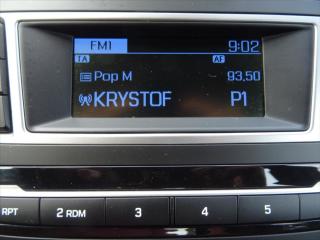 FM1 9:02
TA AF
Pop M 93.50
KRYSTOF P1
RPT 2 RDM 3 4 5